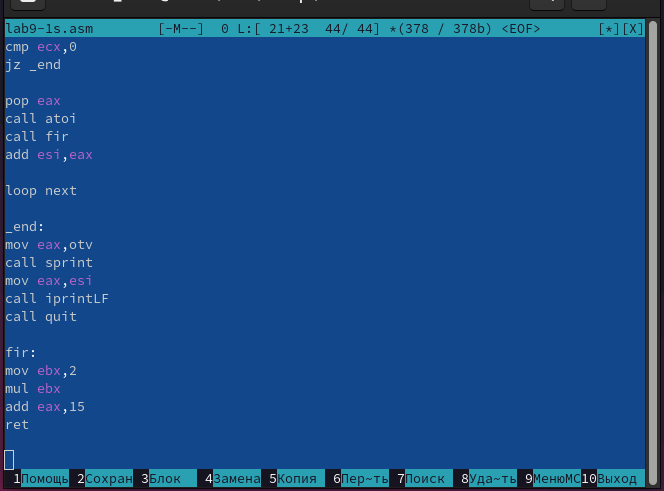 lab9-1s.asm [-M--] 0 L:[ 21+23 44/ 44] *(378 / 378b) <EOF> [*][X]
cmp ecx,0
jz _end
pop eax
call atoi
call fir
add esi,eax
loop next
_end:
mov eax,otv
call sprint
mov eax,esi
call iprintLF
call quit
fir:
mov ebx,2
mul ebx
add eax,15
ret
1Помощь 2Сохран 3Блок 4Замена 5Копия 6Пер~ть 7Поиск 8Уда~ть 9МенюMC 10Выход